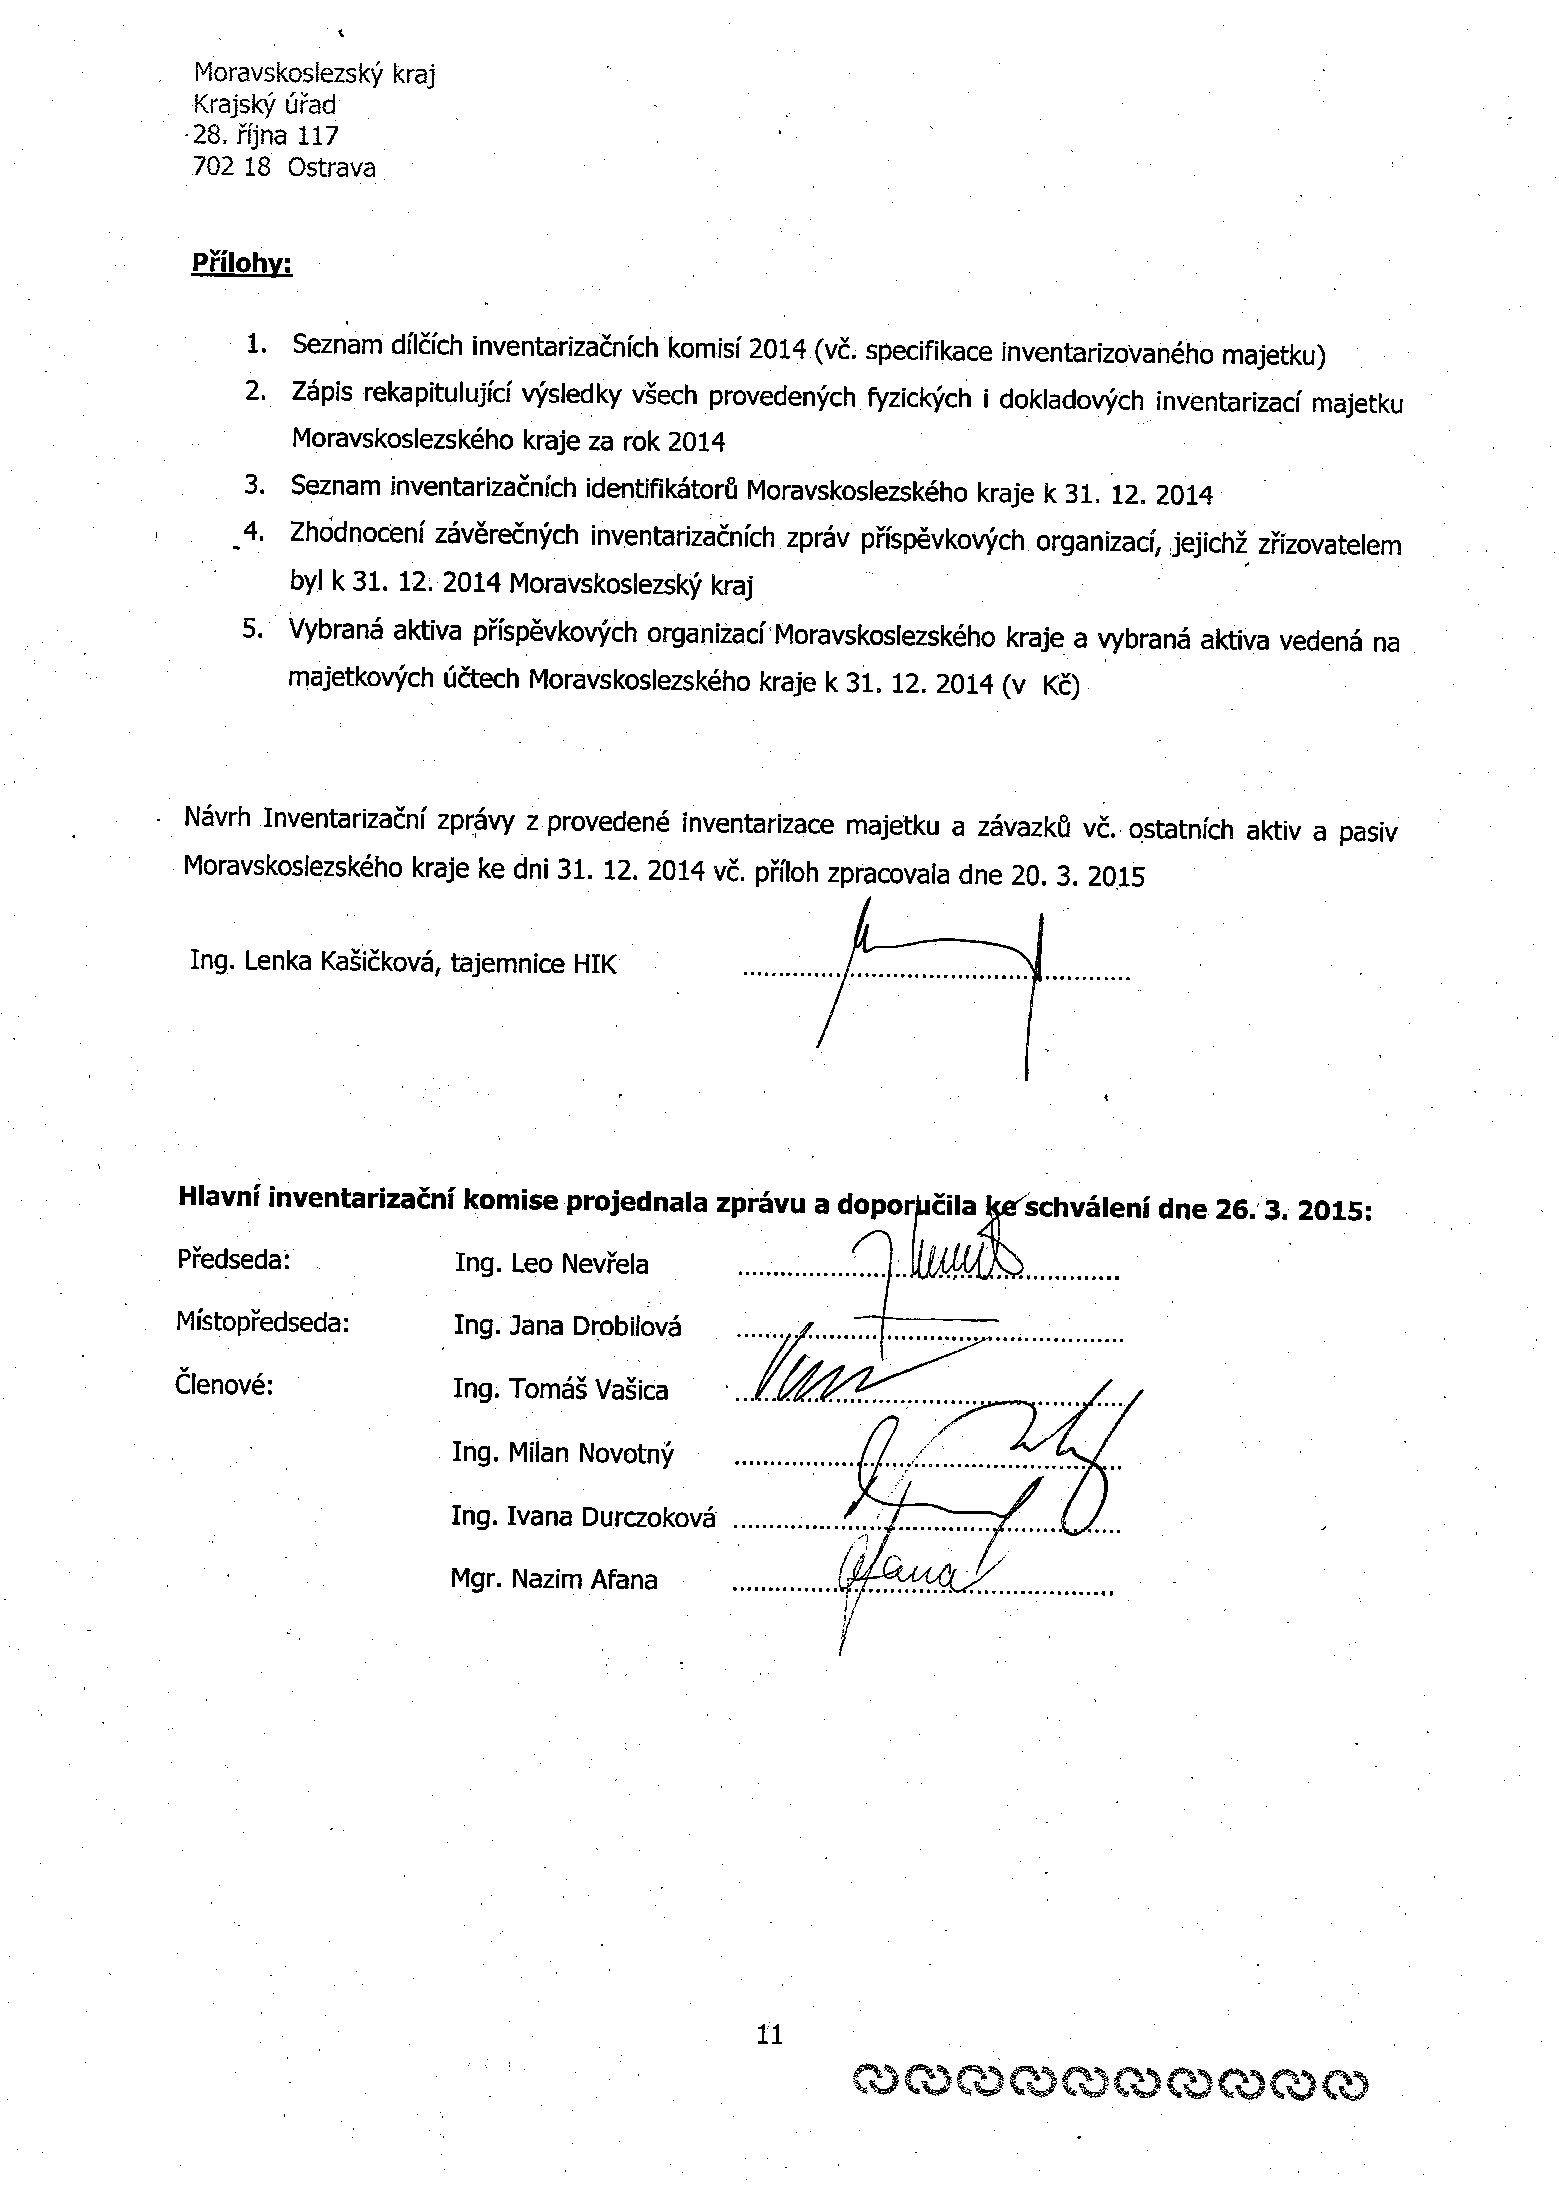 Moravskoslezský kraj
Krajský úřad
28. října 117
702 18 Ostrava
Přílohy:
1. Seznam dílčích inventarizačních komisí 2014 (vč. specifikace inventarizovaného majetku)
2. Zápis rekapitulující výsledky všech provedených fyzických i dokladových inventarizací majetku
Moravskoslezského kraje za rok 2014
3. Seznam inventarizačních identifikátorů Moravskoslezského kraje k 31. 12. 2014
4. Zhodnocení závěrečných inventarizačních zpráv příspěvkových organizací, jejichž zřizovatelem
byl k 31. 12. 2014 Moravskoslezský kraj
5. Vybraná aktiva příspěvkových organizací Moravskoslezského kraje a vybraná aktiva vedená na
majetkových účtech Moravskoslezského kraje k 31. 12. 2014 (v Kč)
Návrh Inventarizační zprávy z provedené inventarizace majetku a závazků vč. ostatních aktiv a pasiv
Moravskoslezského kraje ke dni 31. 12. 2014 vč. příloh zpracovala dne 20. 3. 2015
Ing. Lenka Kašičková, tajemnice HIK
Hlavní inventarizační komise projednala zprávu a doporučila ke schválení dne 26. 3. 2015:
Předseda: Ing. Leo Nevřela
Místopředseda: Ing. Jana Drobilová
Členové: Ing. Tomáš Vašica
Ing. Milan Novotný
Ing. Ivana Durczoková
Mgr. Nazim Afana Afana
11